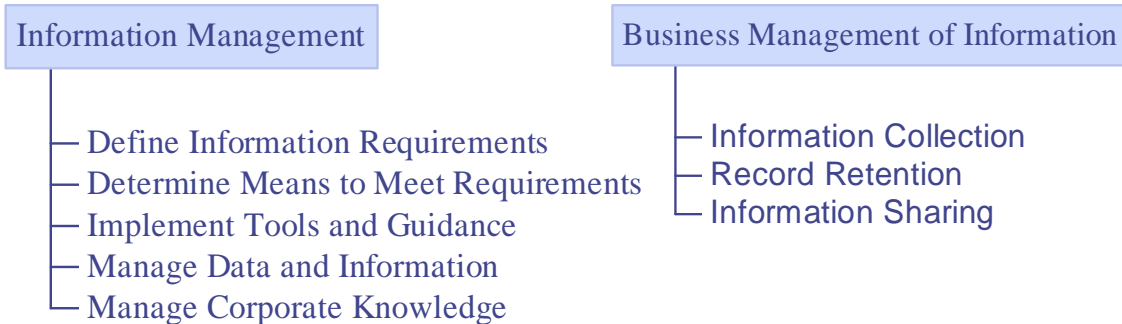 Information Management
Define Information Requirements
Determine Means to Meet Requirements
Implement Tools and Guidance
Manage Data and Information
Manage Corporate Knowledge
Business Management of Information
Information Collection
Record Retention
Information Sharing